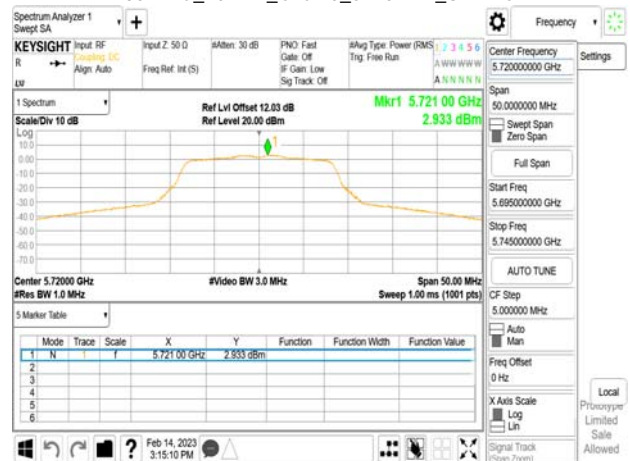 Spectrum Analyzer 1
Swept SA
+
Frequency
KEYSIGHT
R
LXI
Input: RF
Coupling: DC
Align: Auto
Input Z: 50 Ω
Freq Ref: Int (S)
#Atten: 30 dB
PNO: Fast
Gate: Off
IF Gain: Low
Sig Track: Off
#Avg Type: Power (RMS
Trig: Free Run
1 2 3 4 5 6
A W W W W W
A N N N N N
Center Frequency
5.720000000 GHz
Settings
Span
50.0000000 MHz
Swept Span
Zero Span
Full Span
Start Freq
5.695000000 GHz
Stop Freq
5.745000000 GHz
AUTO TUNE
CF Step
5.000000 MHz
Auto
Man
Freq Offset
0 Hz
X Axis Scale
Log
Lin
Signal Track
(Span Zoom)
Local
Prototype
Limited
Sale
Allowed
1 Spectrum
Scale/Div 10 dB
Ref Lvl Offset 12.03 dB
Ref Level 20.00 dBm
Mkr1 5.721 00 GHz
2.933 dBm
Log
10.0
0.00
-10.0
-20.0
-30.0
-40.0
-50.0
-60.0
-70.0
1
Center 5.72000 GHz
#Res BW 1.0 MHz
#Video BW 3.0 MHz
Span 50.00 MHz
Sweep 1.00 ms (1001 pts)
5 Marker Table
Mode Trace Scale X Y Function Function Width Function Value
1 N 1 f 5.721 00 GHz 2.933 dBm
2
3
4
5
6
?
Feb 14, 2023
3:15:10 PM